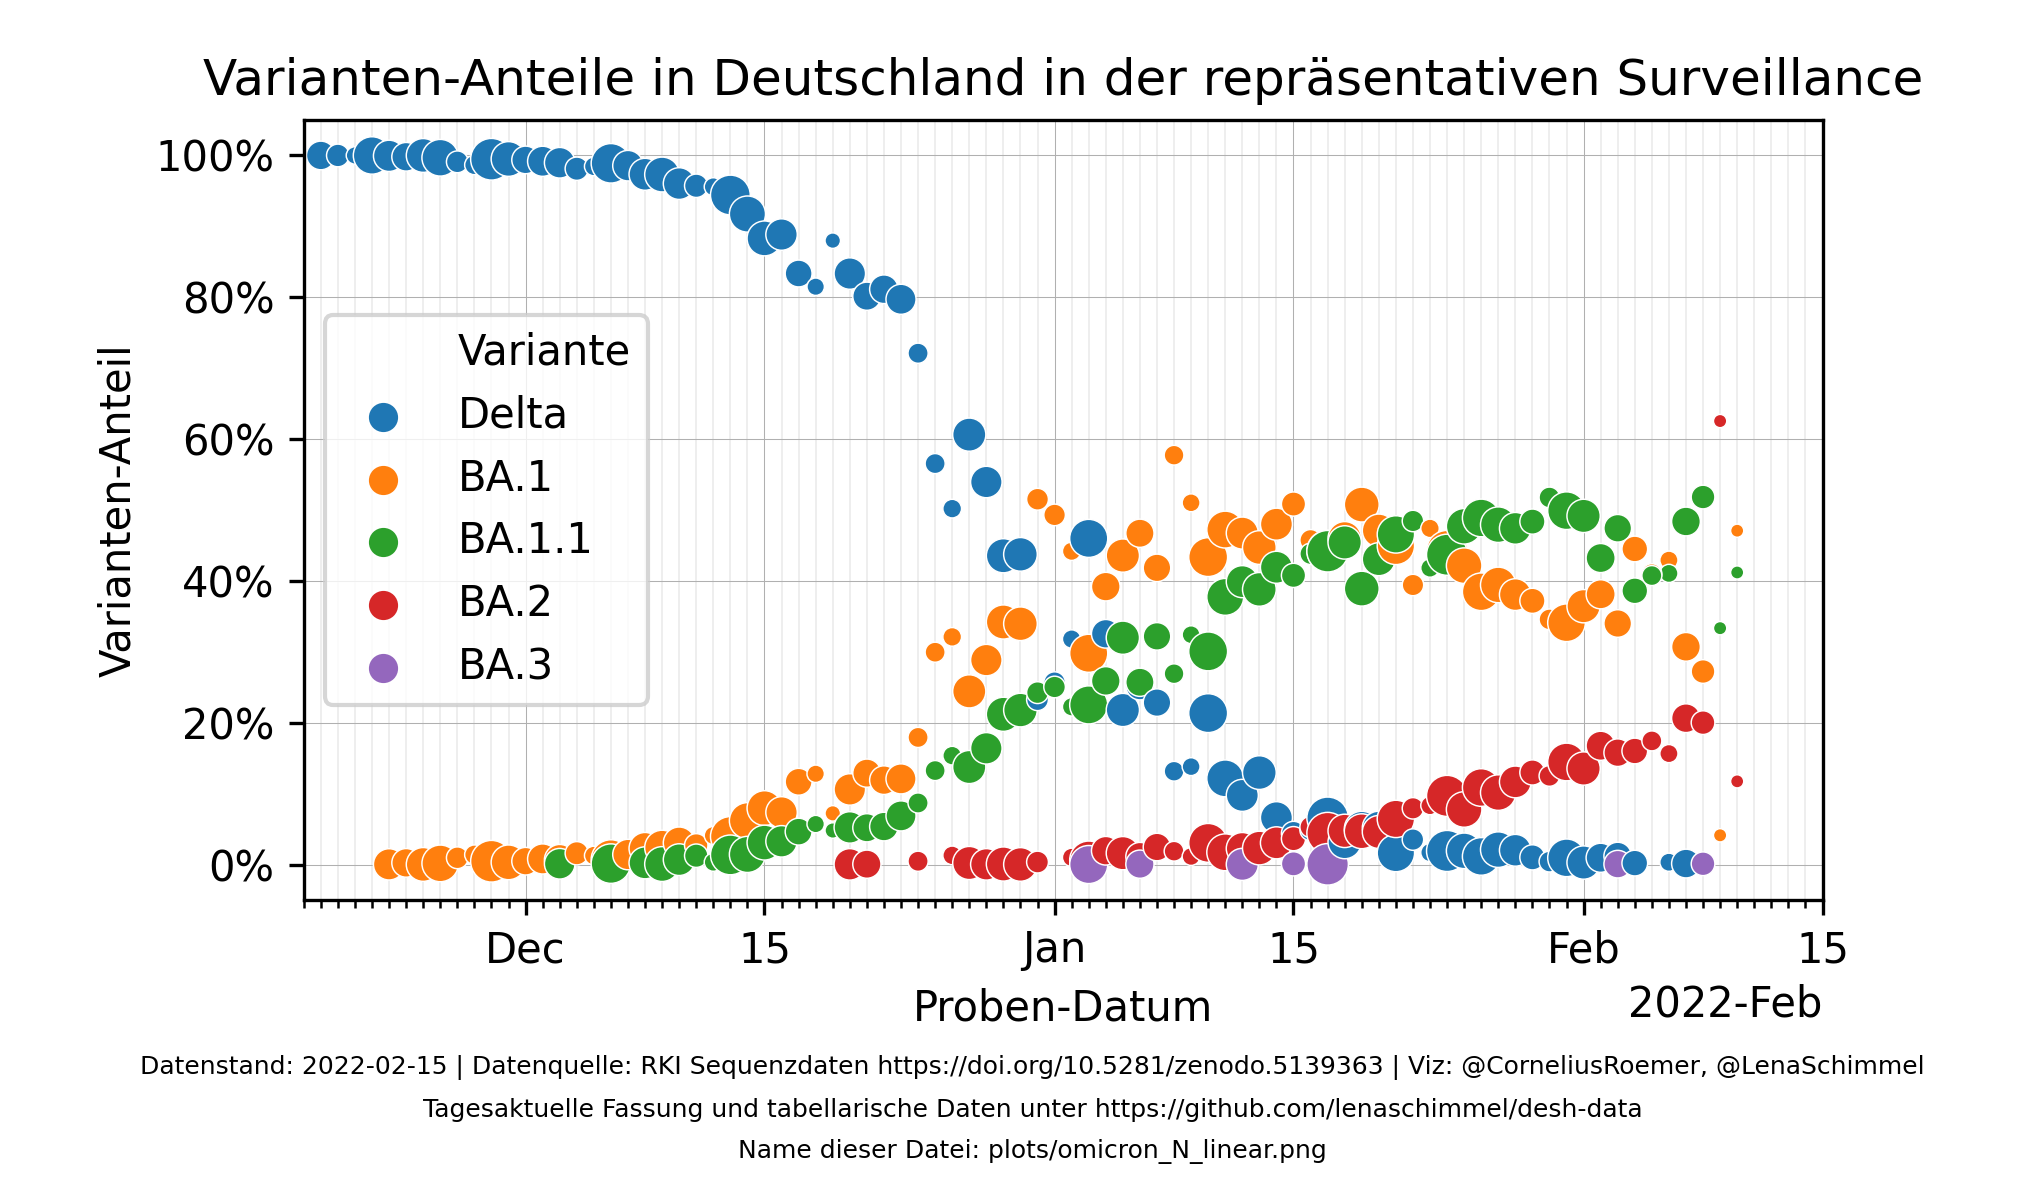 Varianten-Anteile in Deutschland in der repräsentativen Surveillance
Varianten-Anteil
100%
80%
60%
40%
20%
0%
Variante
Delta
BA.1
BA.1.1
BA.2
BA.3
Dec 15 Jan 15 Feb 15
2022-Feb
Proben-Datum
Datenstand: 2022-02-15 | Datenquelle: RKI Sequenzdaten https://doi.org/10.5281/zenodo.5139363 | Viz: @CorneliusRoemer, @LenaSchimmel
Tagesaktuelle Fassung und tabellarische Daten unter https://github.com/lenaschimmel/desh-data
Name dieser Datei: plots/omicron_N_linear.png